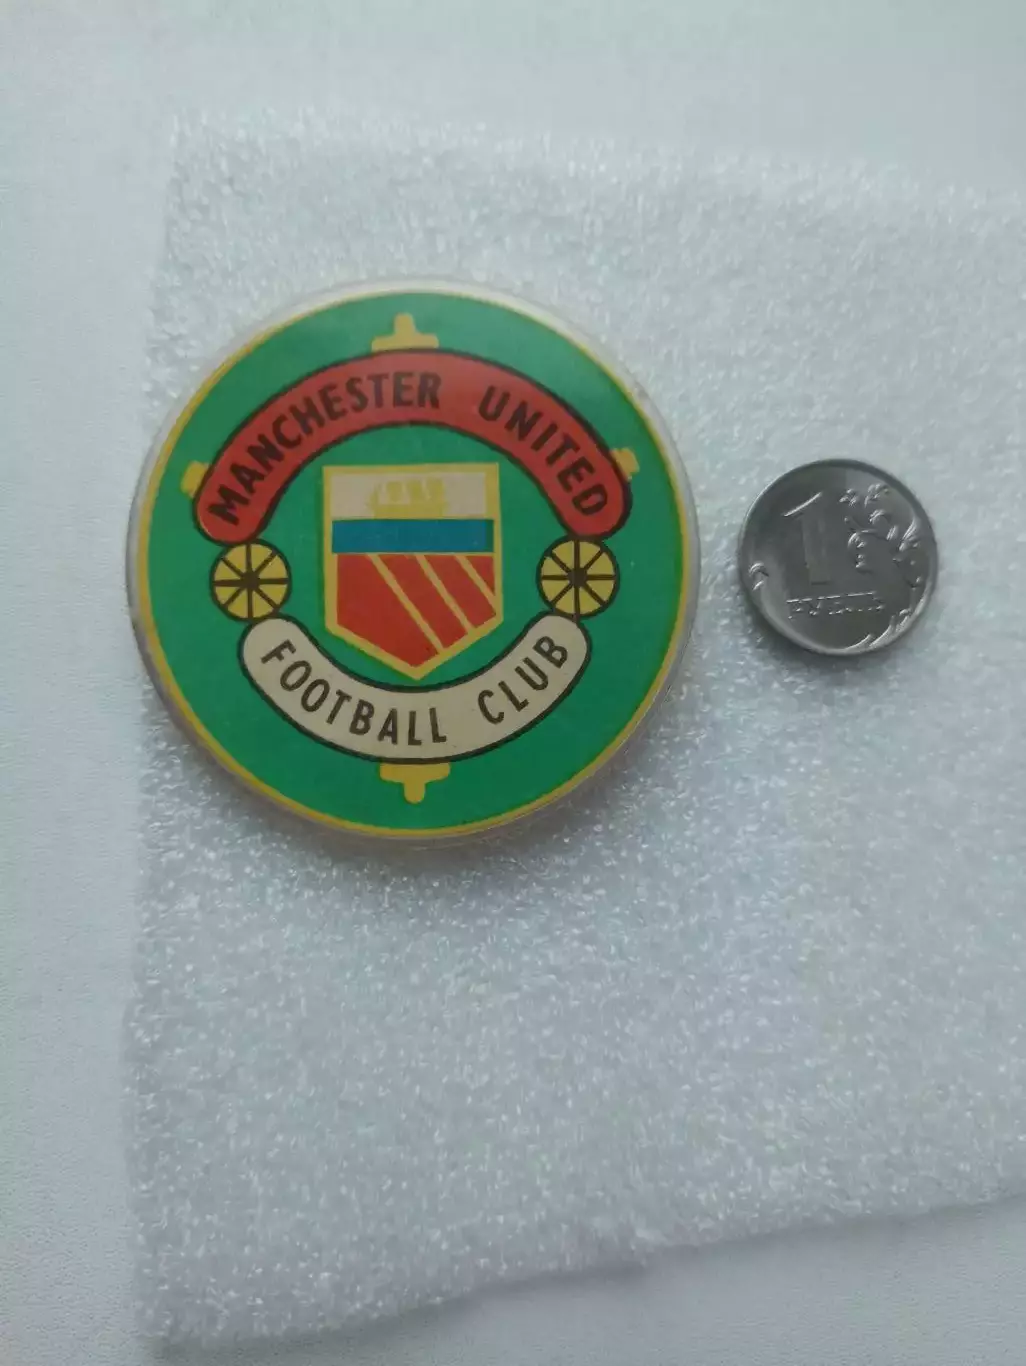 MANCHESTER UNITED
FOOTBALL CLUB
1
РУБЛЬ